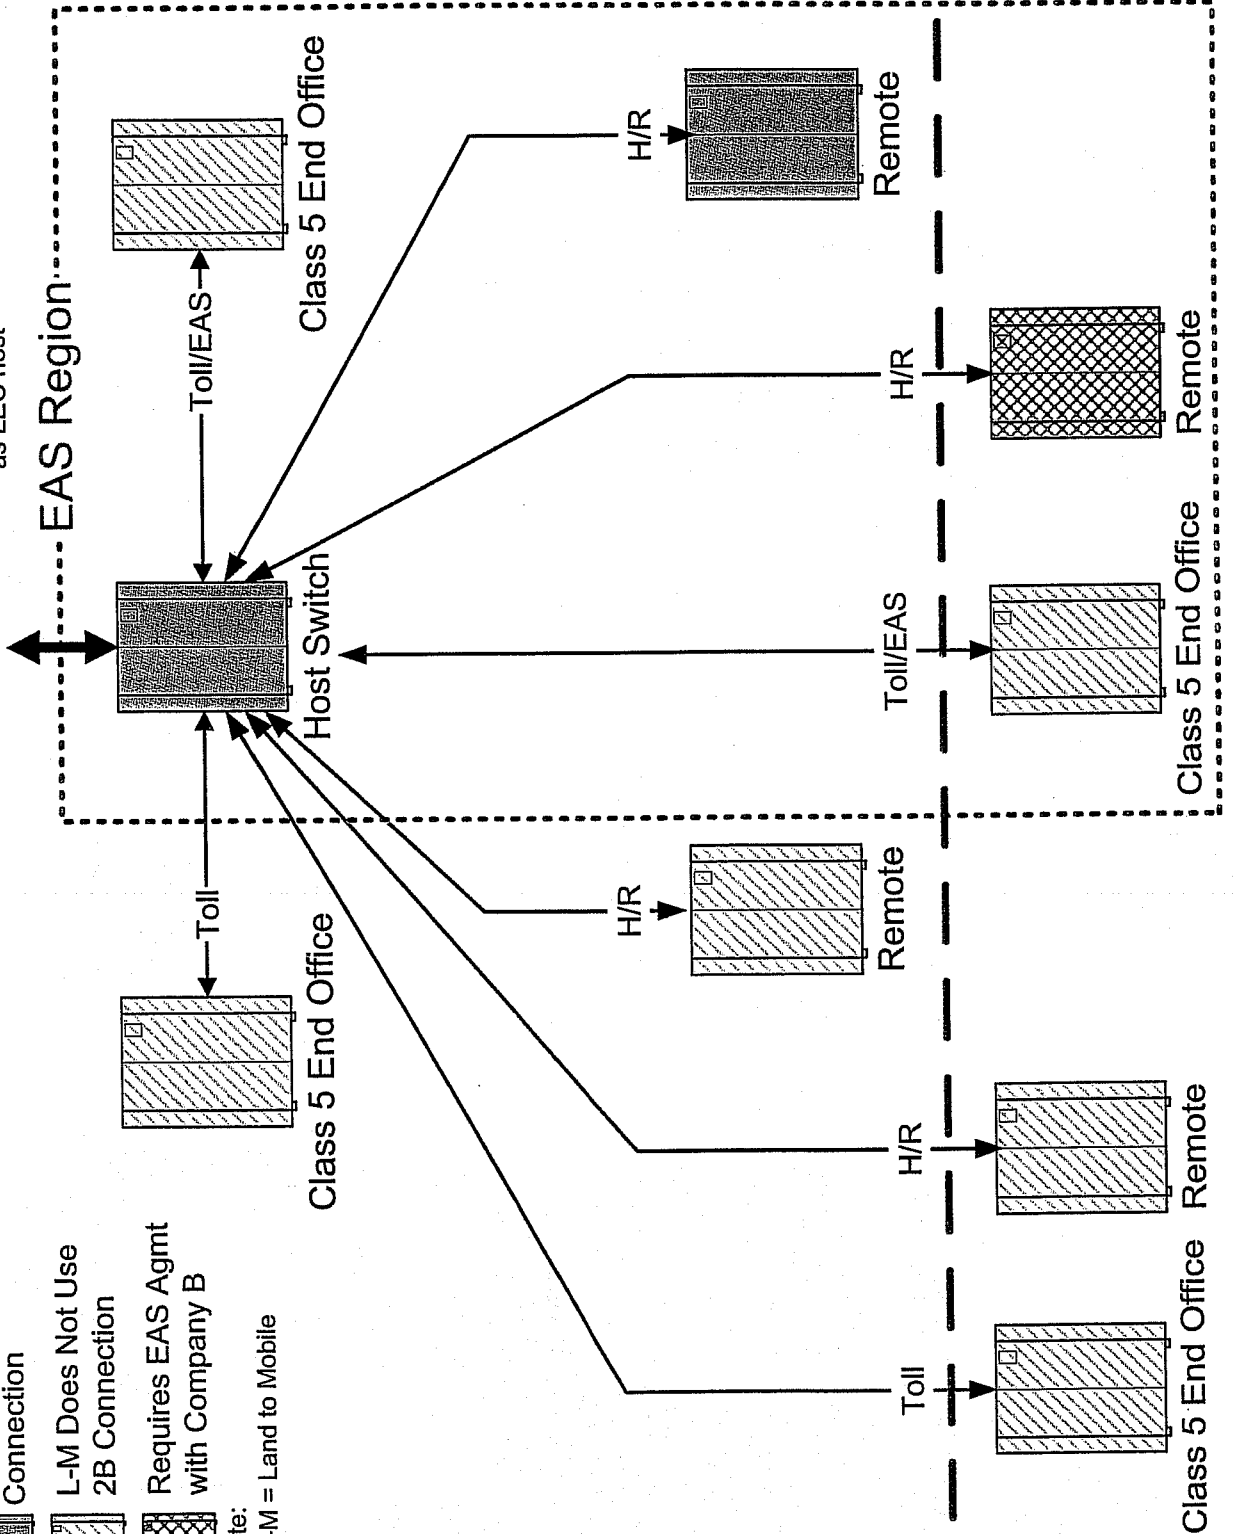 Connection
L-M Does Not Use
2B Connection
Requires EAS Agmt
with Company B
te:
-M = Land to Mobile
as LEC Host
EAS Region
Toll
Toll/EAS
Class 5 End Office
Host Switch
Class 5 End Office
H/R
H/R
Remote
Remote
Toll
H/R
Toll/EAS
H/R
Class 5 End Office
Remote
Class 5 End Office
Remote